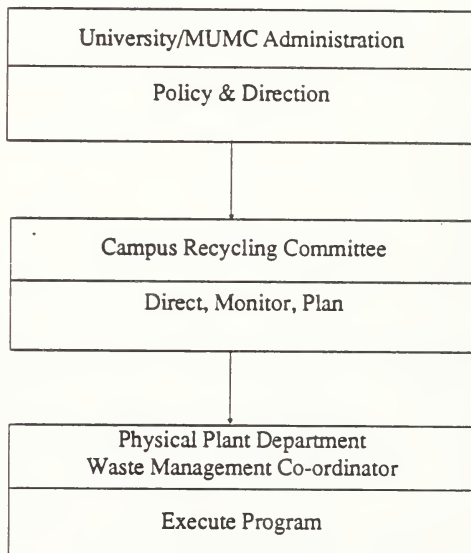 University/MUMC Administration
Policy & Direction
Campus Recycling Committee
Direct, Monitor, Plan
Physical Plant Department
Waste Management Co-ordinator
Execute Program